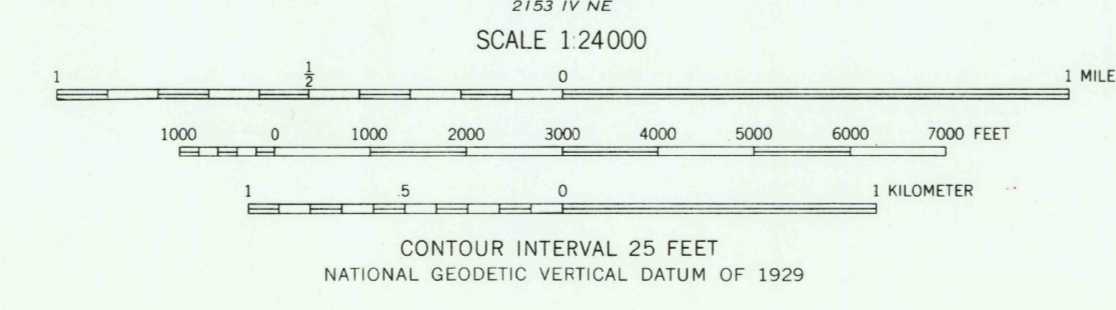 2153 IV NE
SCALE 1:24000
1 1/2 0 1 MILE
1000 0 1000 2000 3000 4000 5000 6000 7000 FEET
1 .5 0 1 KILOMETER
CONTOUR INTERVAL 25 FEET
NATIONAL GEODETIC VERTICAL DATUM OF 1929